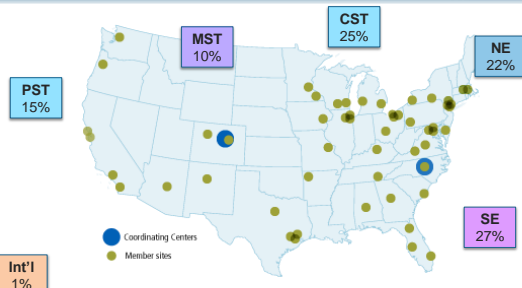 CST
25%
MST
10%
NE
22%
PST
15%
SE
27%
Coordinating Centers
Member sites
Int'l
1%